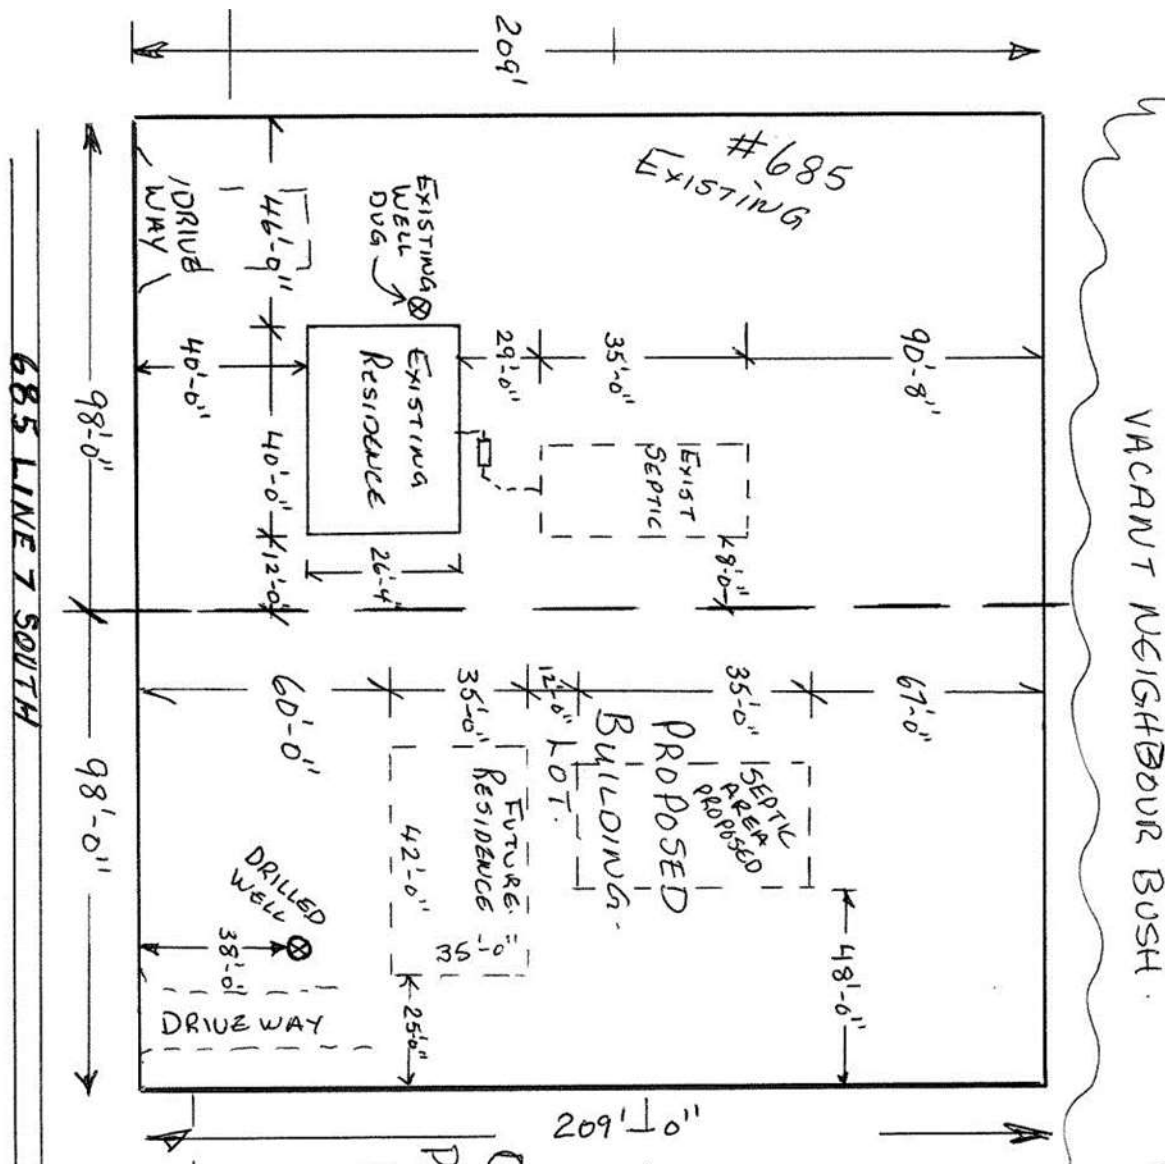 209'
#685
EXISTING
DRIVE
WAY
46'-0"
EXISTING
WELL
DUG
40'-0"
EXISTING
RESIDENCE
29'-0"
35'-0"
90'-8"
98'-0"
40'-0"
EXIST
SEPTIC
12'-0"
26'-4"
8'-0"
685 LINE 7 SOUTH
VACANT NEIGHBOUR BUSH.
60'-0"
35'-0"
12'-0"
35'-0"
67'-0"
PROPOSED
BUILDING.
LOT.
SEPTIC
AREA
PROPOSED
98'-0"
FUTURE.
RESIDENCE
42'-0"
35'-0"
DRILLED
WELL
38'-0"
48'-0"
25'0"
DRIVEWAY
209'-0"